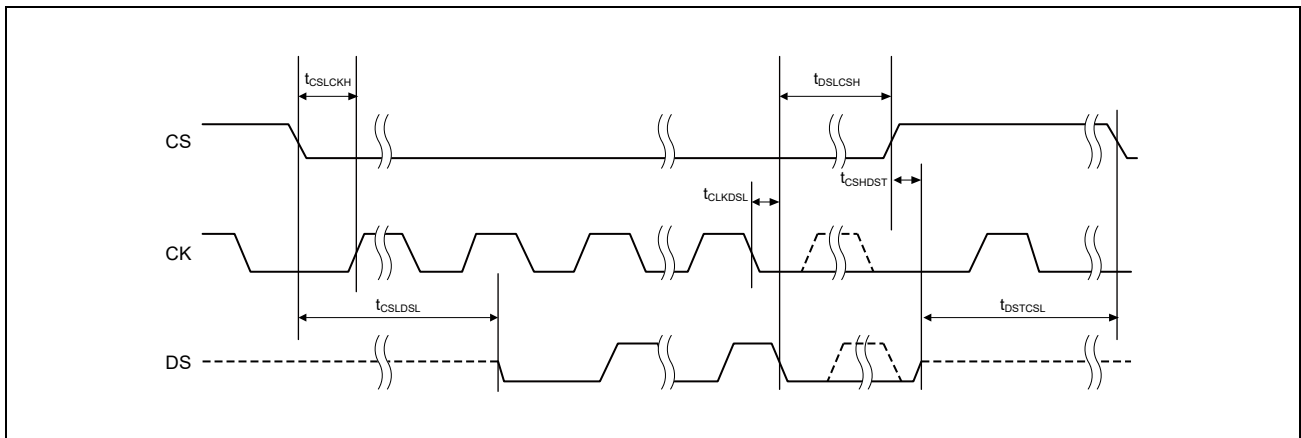 tCSLCKH
tDSLCSH
CS
tCSHDST
tCLKDSL
CK
tCSLDSL
tDSTCSL
DS